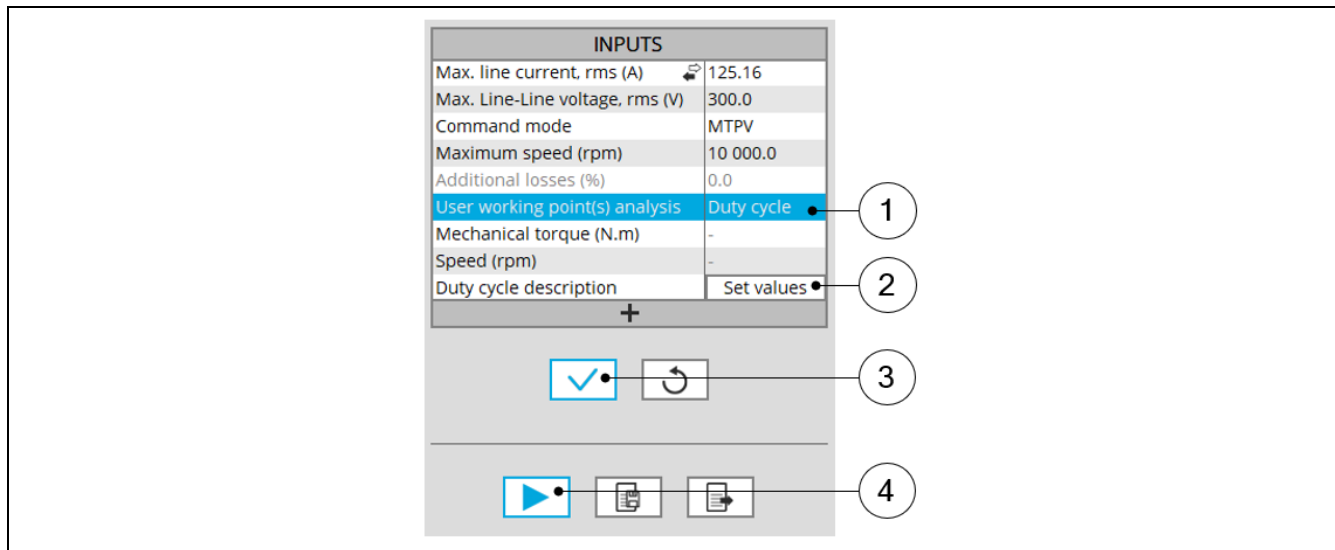 INPUTS
Max. line current, rms (A) 125.16
Max. Line-Line voltage, rms (V) 300.0
Command mode MTPV
Maximum speed (rpm) 10 000.0
Additional losses (%) 0.0
User working point(s) analysis Duty cycle 1
Mechanical torque (N.m) -
Speed (rpm) -
Duty cycle description Set values 2
+
3
4